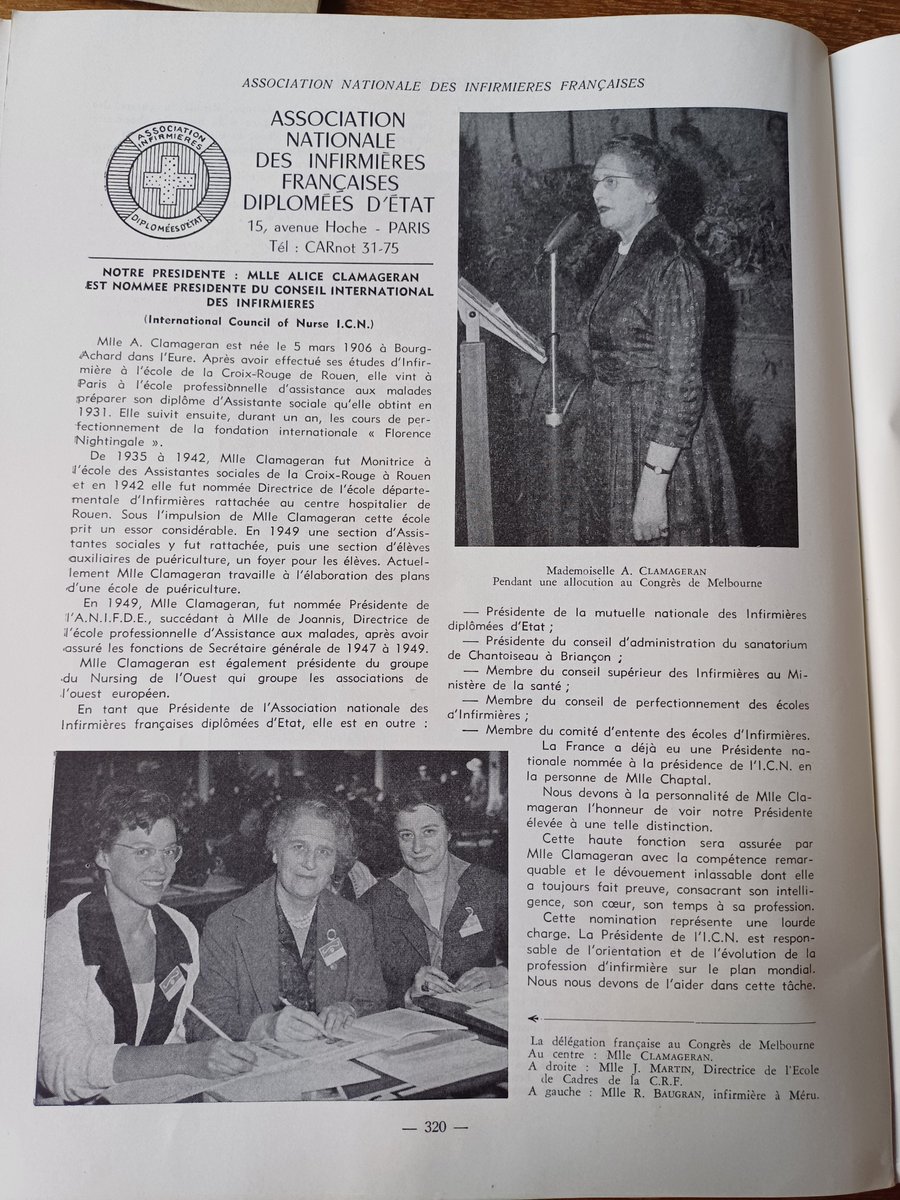 ASSOCIATION NATIONALE DES INFIRMIERES FRANÇAISES
ASSOCIATION
INFIRMIÈRES
DIPLOMÉES D'ÉTAT
ASSOCIATION
NATIONALE
DES INFIRMIÈRES
FRANÇAISES
DIPLOMÉES D'ÉTAT
15, avenue Hoche - PARIS
Tél : CARnot 31-75
NOTRE PRESIDENTE : MLLE ALICE CLAMAGERAN
EST NOMMEE PRESIDENTE DU CONSEIL INTERNATIONAL
DES INFIRMIERES
(International Council of Nurse I.C.N.)
Mlle A. Clamageran est née le 5 mars 1906 à Bourg-
Achard dans l'Eure. Après avoir effectué ses études d'Infir-
mière à l'école de la Croix-Rouge de Rouen, elle vint à
Paris à l'école professionnelle d'assistance aux malades
préparer son diplôme d'Assistante sociale qu'elle obtint en
1931. Elle suivit ensuite, durant un an, les cours de per-
fectionnement de la fondation internationale « Florence
Nightingale ».
De 1935 à 1942, Mlle Clamageran fut Monitrice à
l'école des Assistantes sociales de la Croix-Rouge à Rouen
et en 1942 elle fut nommée Directrice de l'école départe-
mentale d'Infirmières rattachée au centre hospitalier de
Rouen. Sous l'impulsion de Mlle Clamageran cette école
prit un essor considérable. En 1949 une section d'Assis-
tantes sociales y fut rattachée, puis une section d'élèves
auxiliaires de puériculture, un foyer pour les élèves. Actuel-
lement Mlle Clamageran travaille à l'élaboration des plans
d'une école de puériculture.
En 1949, Mlle Clamageran, fut nommée Présidente de
l'A.N.I.F.D.E., succédant à Mlle de Joannis, Directrice de
l'école professionnelle d'Assistance aux malades, après avoir
assuré les fonctions de Secrétaire générale de 1947 à 1949.
Mlle Clamageran est également présidente du groupe
du Nursing de l'Ouest qui groupe les associations de
l'ouest européen.
En tant que Présidente de l'Association nationale des
Infirmières françaises diplômées d'Etat, elle est en outre :
Mademoiselle A. CLAMAGERAN
Pendant une allocution au Congrès de Melbourne
— Présidente de la mutuelle nationale des Infirmières
diplômées d'Etat ;
— Présidente du conseil d'administration du sanatorium
de Chantoiseau à Briançon ;
— Membre du conseil supérieur des Infirmières au Mi-
nistère de la santé ;
— Membre du conseil de perfectionnement des écoles
d'Infirmières ;
— Membre du comité d'entente des écoles d'Infirmières.
La France a déjà eu une Présidente na-
tionale nommée à la présidence de l'I.C.N. en
la personne de Mlle Chaptal.
Nous devons à la personnalité de Mlle Cla-
mageran l'honneur de voir notre Présidente
élevée à une telle distinction.
Cette haute fonction sera assurée par
Mlle Clamageran avec la compétence remar-
quable et le dévouement inlassable dont elle
a toujours fait preuve, consacrant son intelli-
gence, son cœur, son temps à sa profession.
Cette nomination représente une lourde
charge. La Présidente de l'I.C.N. est respon-
sable de l'orientation et de l'évolution de la
profession d'infirmière sur le plan mondial.
Nous nous devons de l'aider dans cette tâche.
La délégation française au Congrès de Melbourne
Au centre : Mlle CLAMAGERAN.
A droite : Mlle J. MARTIN, Directrice de l'Ecole
de Cadres de la C.R.F.
A gauche : Mlle R. BAUGRAN, infirmière à Méru.
— 320 —